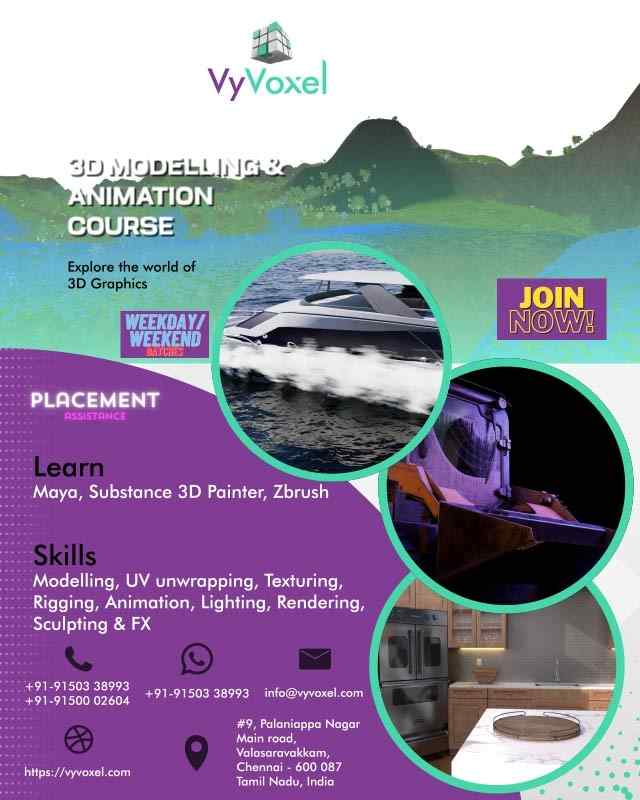 VyVoxel
3D MODELLING &
ANIMATION
COURSE
Explore the world of
3D Graphics
WEEKDAY/
WEEKEND
BATCHES
JOIN
NOW!
PLACEMENT
ASSISTANCE
Learn
Maya, Substance 3D Painter, Zbrush
Skills
Modelling, UV unwrapping, Texturing,
Rigging, Animation, Lighting, Rendering,
Sculpting & FX
+91-91503 38993
+91-91500 02604
+91-91503 38993
info@vyvoxel.com
https://vyvoxel.com
#9, Palaniappa Nagar
Main road,
Valasaravakkam,
Chennai - 600 087
Tamil Nadu, India